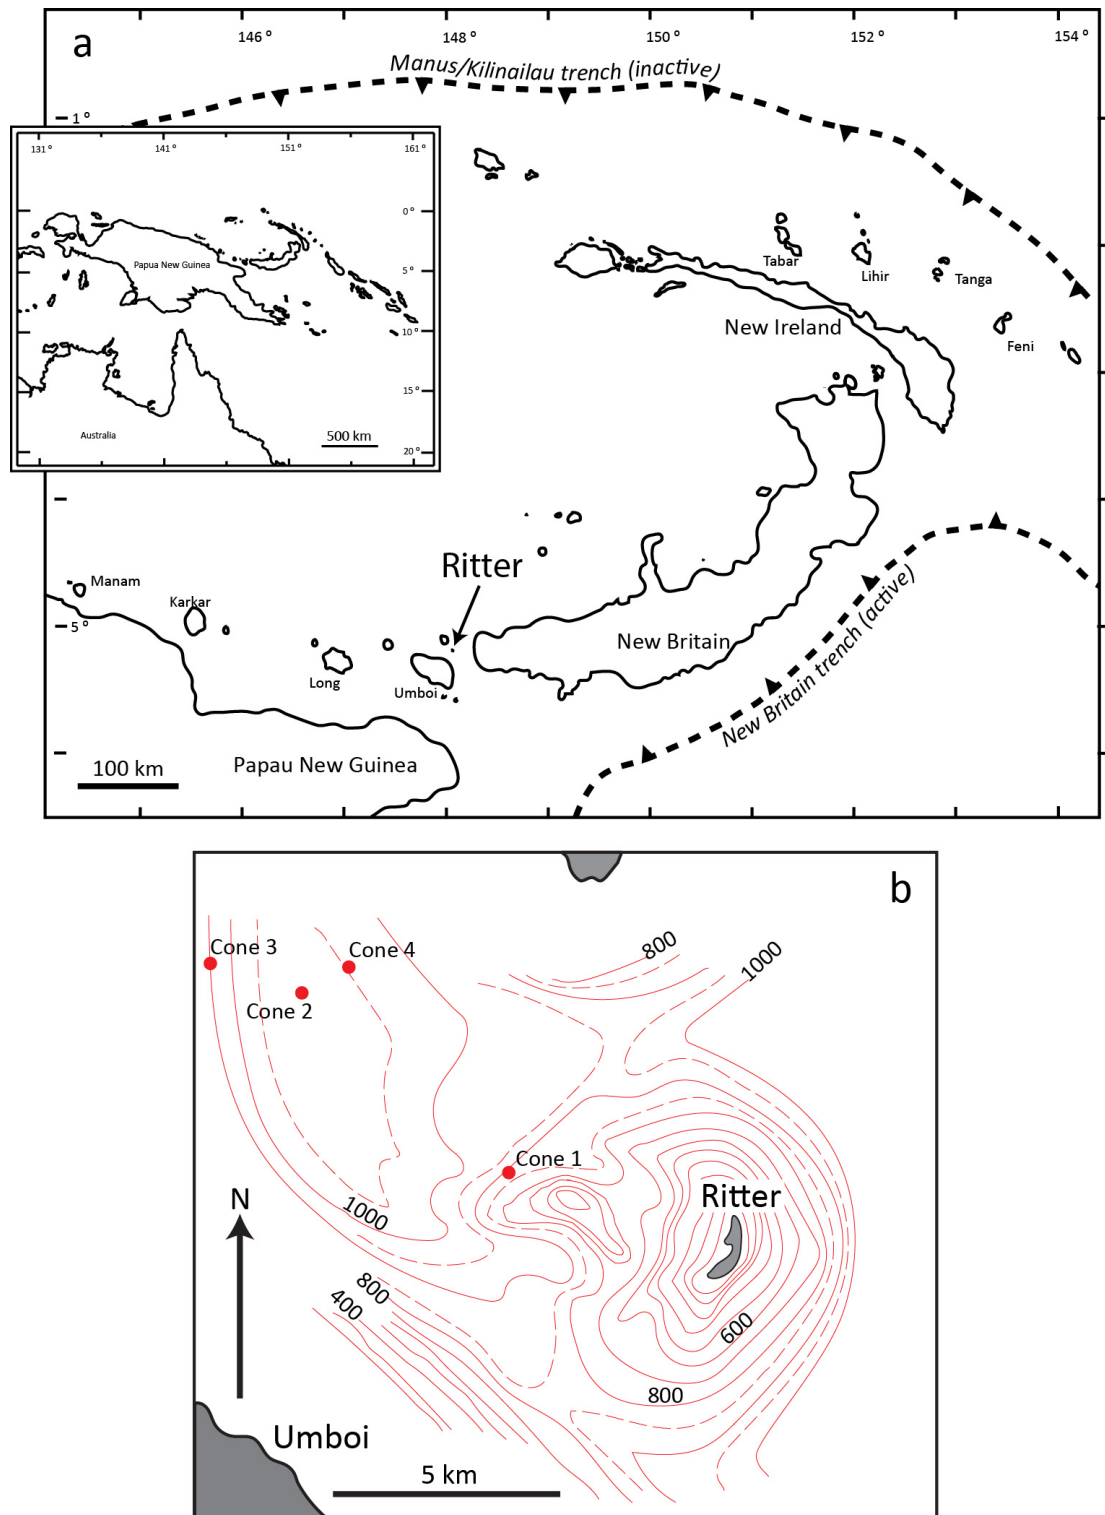 a
146 °
148 °
150 °
152 °
154 °
Manus/Kilinailau trench (inactive)
1 °
131 °
141 °
151 °
161 °
0 °
Papua New Guinea
5 °
10 °
15 °
Australia
500 km
20 °
Tabar
Lihir
Tanga
New Ireland
Feni
Ritter
Manam
Karkar
5 °
New Britain
New Britain trench (active)
Long
Umboi
Papau New Guinea
100 km
b
Cone 3
Cone 4
800
1000
Cone 2
Cone 1
Ritter
N
1000
800
400
600
800
Umboi
5 km